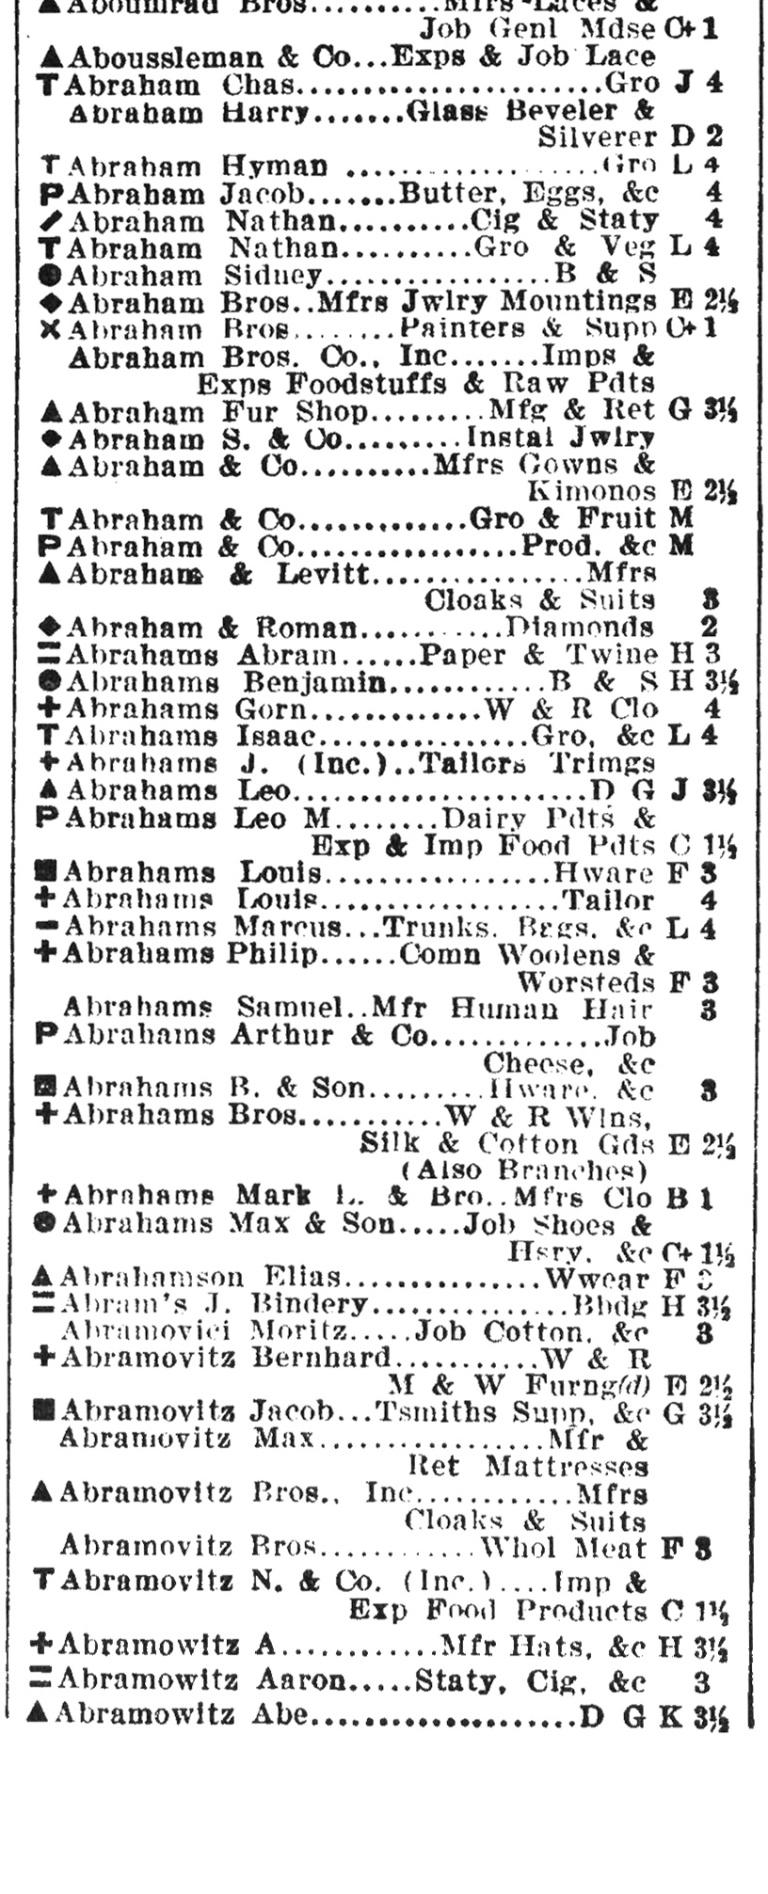 ▲Aboumrad Bros..........Mfrs Laces &
Job Genl Mdse C+ 1
▲Aboussleman & Co...Exps & Job Lace
T Abraham Chas......................Gro J 4
Abraham Harry.......Glass Beveler &
Silverer D 2
T Abraham Hyman ...................Gro L 4
P Abraham Jacob.......Butter, Eggs, &c 4
/ Abraham Nathan..........Cig & Staty 4
T Abraham Nathan..........Gro & Veg L 4
●Abraham Sidney.................B & S
◆Abraham Bros..Mfrs Jwlry Mountings E 2½
×Abraham Bros........Painters & Supp C+ 1
Abraham Bros. Co., Inc.......Imps &
Exps Foodstuffs & Raw Pdts
▲Abraham Fur Shop.........Mfg & Ret G 3½
◆Abraham S. & Co.........Instal Jwlry
▲Abraham & Co..........Mfrs Gowns &
Kimonos E 2½
T Abraham & Co.............Gro & Fruit M
P Abraham & Co.................Prod. &c M
▲Abraham & Levitt................Mfrs
Cloaks & Suits 3
◆Abraham & Roman...........Diamonds 2
=Abrahams Abram......Paper & Twine H 3
●Abrahams Benjamin............B & S H 3½
+Abrahams Gorn.............W & R Clo 4
T Abrahams Isaac................Gro, &c L 4
+Abrahams J. (Inc.)..Tailors Trimgs
▲Abrahams Leo......................D G J 3½
P Abrahams Leo M........Dairy Pdts &
Exp & Imp Food Pdts C 1½
■Abrahams Louis.................Hware F 3
+Abrahams Louis.................Tailor 4
-Abrahams Marcus...Trunks. Bags, &c L 4
+Abrahams Philip......Comn Woolens &
Worsteds F 3
Abrahams Samuel..Mfr Human Hair 3
P Abrahams Arthur & Co.............Job
Cheese, &c
■Abrahams B. & Son.........Hware. &c 3
+Abrahams Bros...........W & R Wlns,
Silk & Cotton Gds E 2½
(Also Branches)
+Abrahams Mark L. & Bro..Mfrs Clo B 1
●Abrahams Max & Son.....Job Shoes &
Hsry. &c C+ 1½
▲Abrahamson Elias...............Wwear F
=Abram's J. Bindery...............Bbdg H 3½
Abramovici Moritz.....Job Cotton. &c 3
+Abramovitz Bernhard...........W & R
M & W Furng(d) E 2½
■Abramovitz Jacob...Tsmiths Supp, &c G 3½
Abramovitz Max.................Mfr &
Ret Mattresses
▲Abramovitz Bros., Inc............Mfrs
Cloaks & Suits
Abramovitz Bros............Whol Meat F 3
T Abramovitz N. & Co. (Inc.)....Imp &
Exp Food Products C 1½
+Abramowitz A............Mfr Hats, &c H 3½
=Abramowitz Aaron.....Staty, Cig, &c 3
▲Abramowitz Abe....................D G K 3½